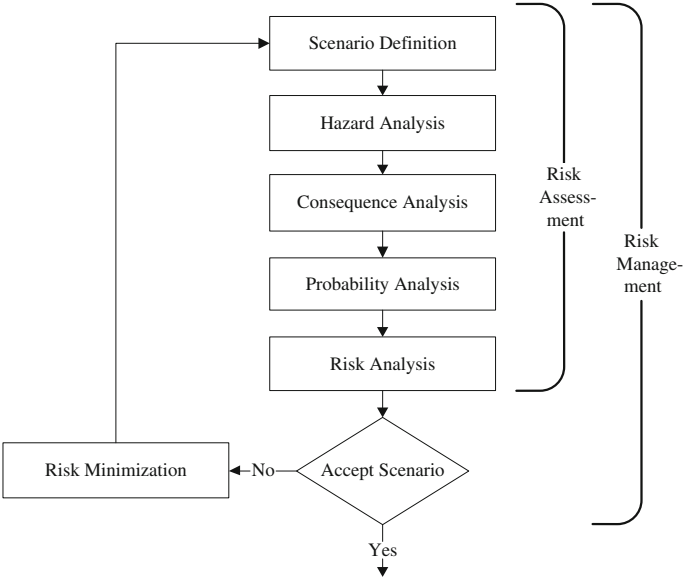 Scenario Definition
Hazard Analysis
Consequence Analysis
Probability Analysis
Risk Analysis
Accept Scenario
No
Risk Minimization
Yes
Risk
Assess-
ment
Risk
Manage-
ment